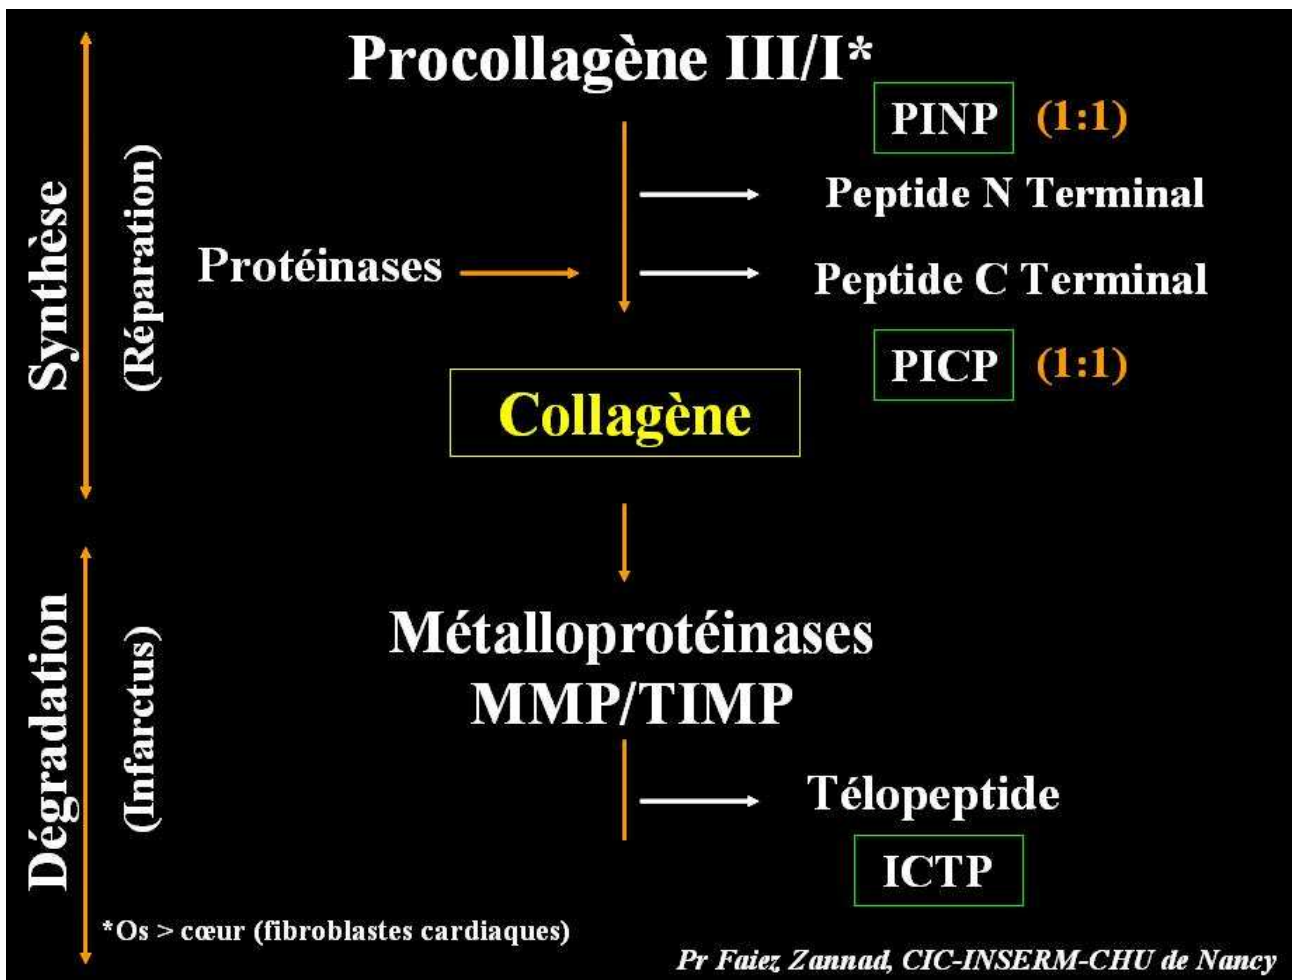 Procollagène III/I*
PINP (1:1)
Peptide N Terminal
Protéinases
Peptide C Terminal
PICP (1:1)
Collagène
Synthèse
(Réparation)
Métalloprotéinases
MMP/TIMP
Télopeptide
ICTP
Dégradation
(Infarctus)
*Os > cœur (fibroblastes cardiaques)
Pr Faiez Zannad, CIC-INSERM-CHU de Nancy